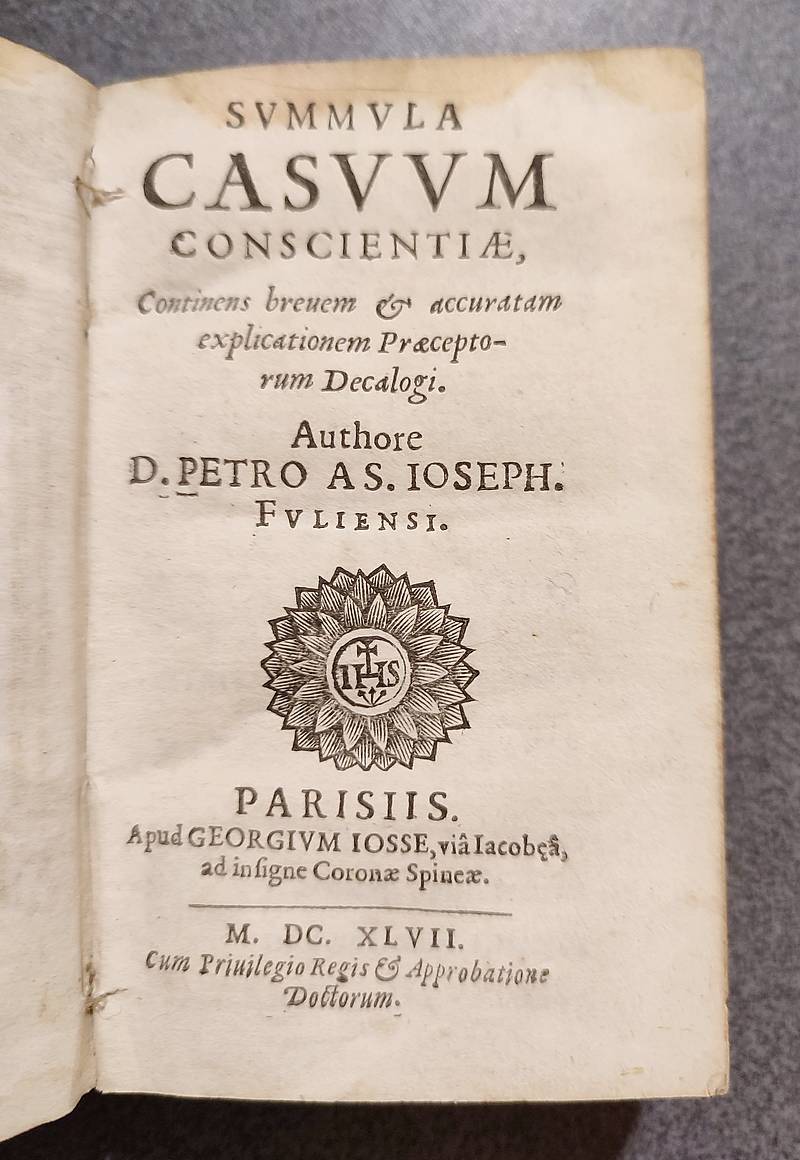 SVMMVLA
CASVVM
CONSCIENTIÆ,
Continens breuem & accuratam
explicationem Præcepto-
rum Decalogi.
Authore
D. PETRO A S. IOSEPH.
FVLIENSI.
IHS
PARISIIS.
Apud GEORGIVM IOSSE, viâ Iacobęâ,
ad inſigne Coronæ Spineæ.
M. DC. XLVII.
Cum Priuilegio Regis & Approbatione
Doctorum.